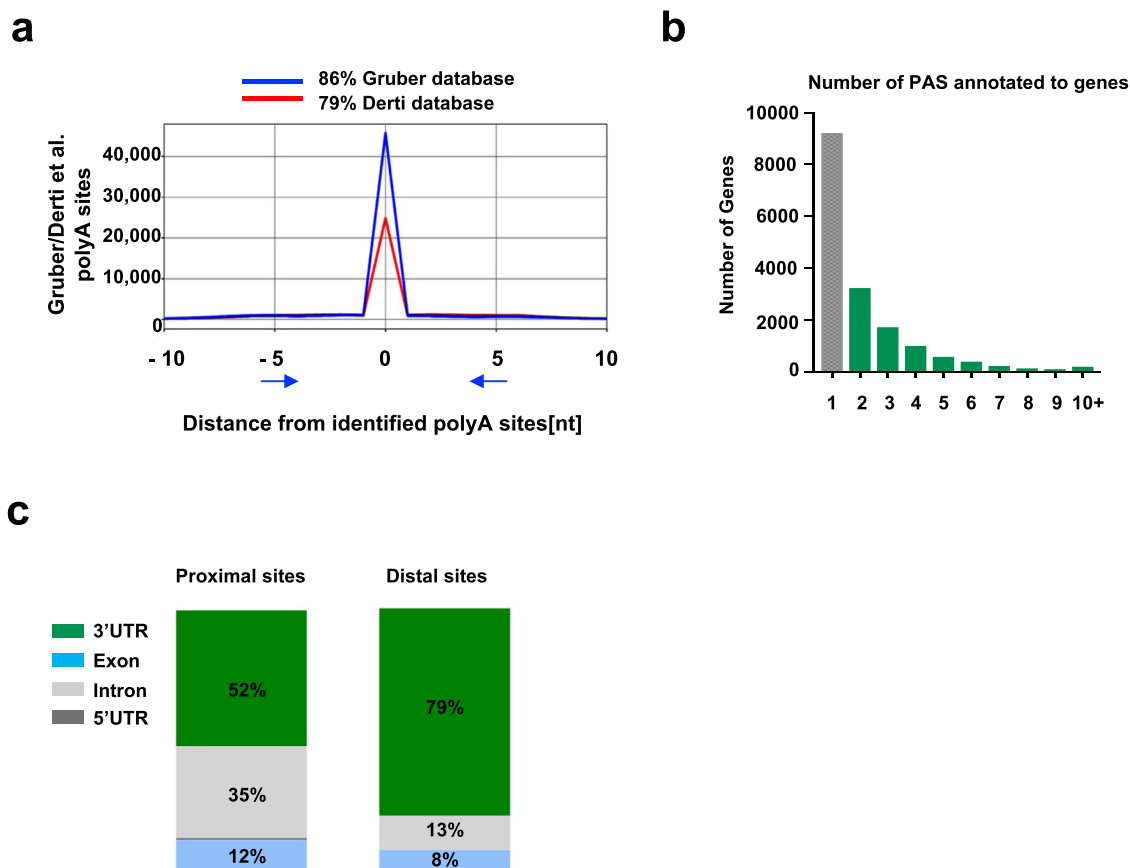 a
86% Gruber database
79% Derti database
Gruber/Derti et al.
polyA sites
40,000
30,000
20,000
10,000
0
- 10
- 5
0
5
10
Distance from identified polyA sites[nt]
b
Number of PAS annotated to genes
Number of Genes
10000
8000
6000
4000
2000
0
1 2 3 4 5 6 7 8 9 10+
c
Proximal sites
Distal sites
3’UTR
Exon
Intron
5’UTR
52%
35%
12%
79%
13%
8%